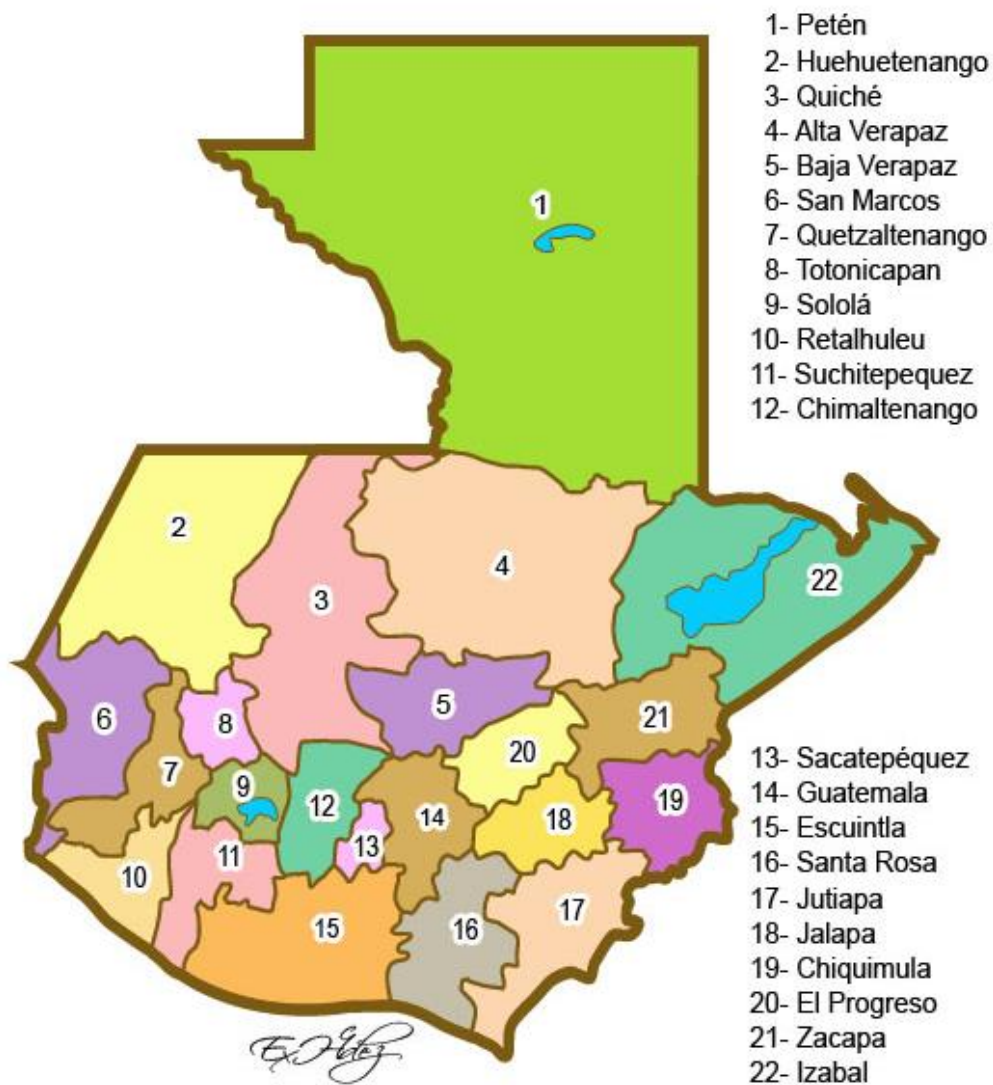 1- Petén
2- Huehuetenango
3- Quiché
4- Alta Verapaz
5- Baja Verapaz
6- San Marcos
7- Quetzaltenango
8- Totonicapan
9- Sololá
10- Retalhuleu
11- Suchitepequez
12- Chimaltenango
1
2
3
4
22
5
6
7
8
20
21
9
12
14
18
19
13
11
10
15
16
17
13- Sacatepéquez
14- Guatemala
15- Escuintla
16- Santa Rosa
17- Jutiapa
18- Jalapa
19- Chiquimula
20- El Progreso
21- Zacapa
22- Izabal